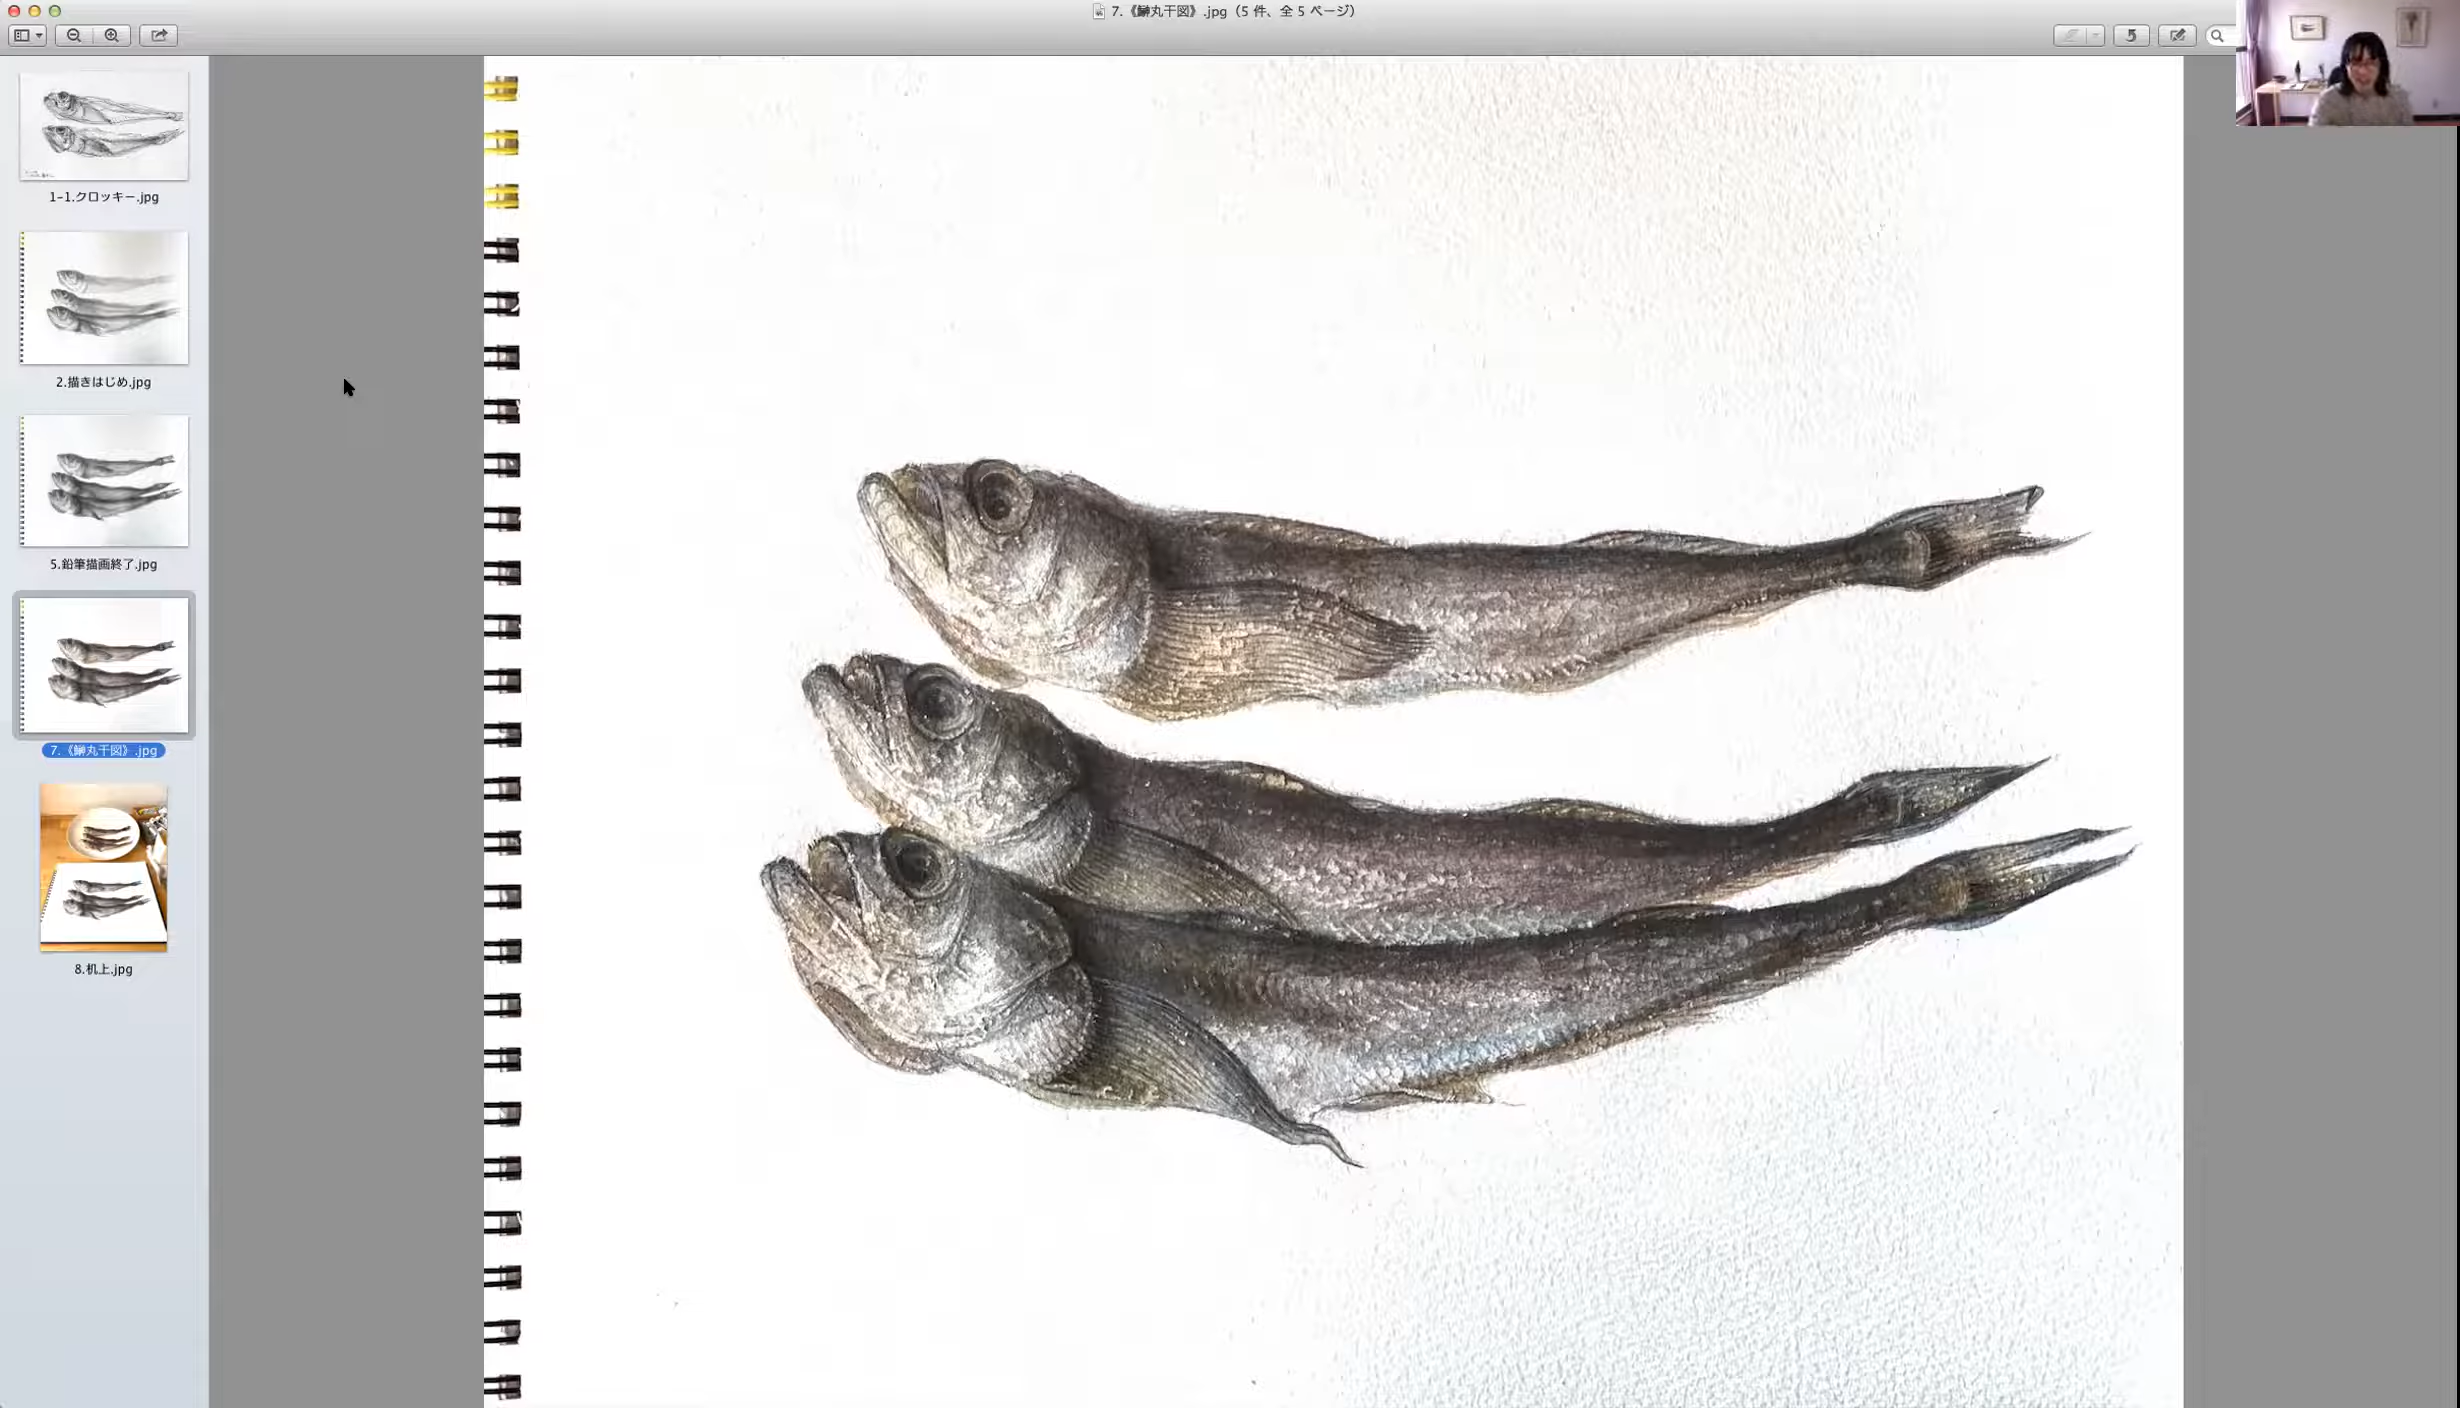 7.《鰰丸干図》.jpg（5 件、全 5 ページ）
1-1.クロッキー.jpg
2.描きはじめ.jpg
5.鉛筆描画終了.jpg
7.《鰰丸干図》.jpg
8.机上.jpg